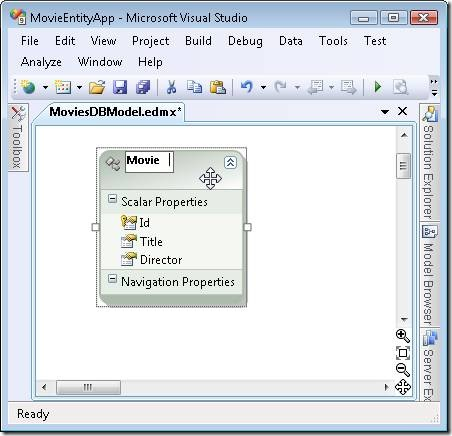 MovieEntityApp - Microsoft Visual Studio
File Edit View Project Build Debug Data Tools Test
Analyze Window Help
MoviesDBModel.edmx*
Toolbox
Movie
Scalar Properties
Id
Title
Director
Navigation Properties
Solution Explorer
Model Browser
Server Ex
Ready